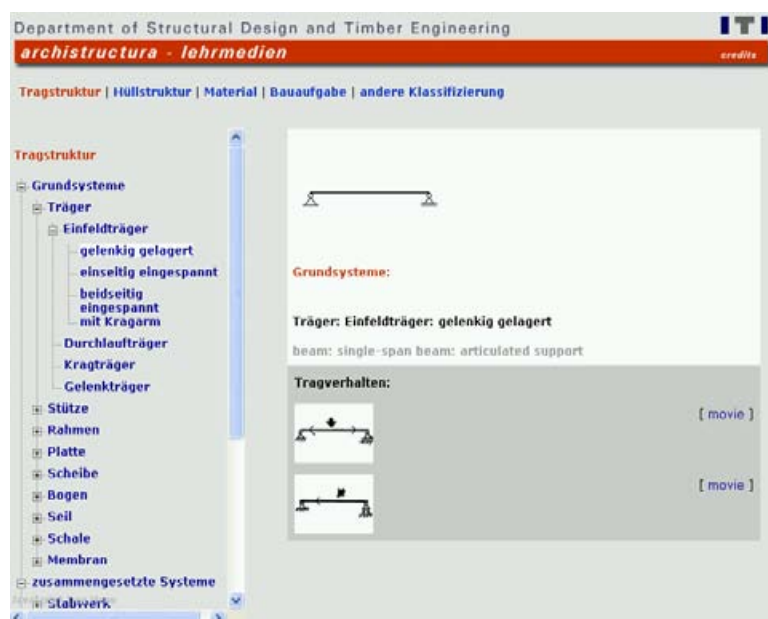 Department of Structural Design and Timber Engineering
ITI
archistructura - lehrmedien
credits
Tragstruktur | Hüllstruktur | Material | Bauaufgabe | andere Klassifizierung
Tragstruktur
Grundsysteme
Träger
Einfeldträger
gelenkig gelagert
einseitig eingespannt
beidseitig
eingespannt
mit Kragarm
Durchlaufträger
Kragträger
Gelenkträger
Stütze
Rahmen
Platte
Scheibe
Bogen
Seil
Schale
Membran
zusammengesetzte Systeme
Stabwerk
Grundsysteme:
Träger: Einfeldträger: gelenkig gelagert
beam: single-span beam: articulated support
Tragverhalten:
[ movie ]
[ movie ]